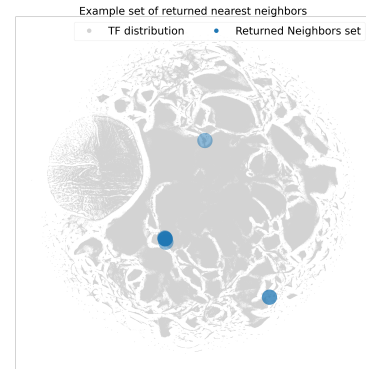 Example set of returned nearest neighbors
TF distribution
Returned Neighbors set